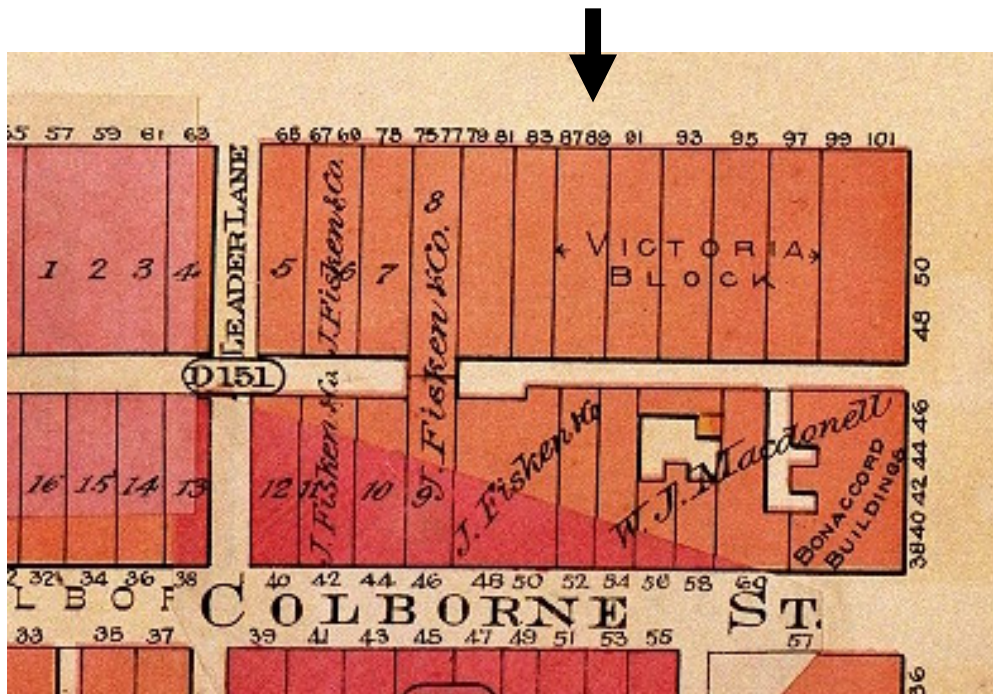 55 57 59 61 63 65 67 69 73 75 77 79 81 83 87 89 91 93 95 97 99 101
LEADER LANE
J. Fisken & Co.
8
VICTORIA
BLOCK
1 2 3 4 5 6 7
50
48
D151
J. Fisken & Co.
J. Fisken & Co.
J. Fisken & Co
W. J. Macdonell
BONACCORD
BUILDINGS
46
44
42
40
38
16 15 14 13 12 11 10 9
32 34 36 38 40 42 44 46 48 50 52 54 56 58 60
LBOR
COLBORNE ST.
33 35 37 39 41 43 45 47 49 51 53 55 57
36